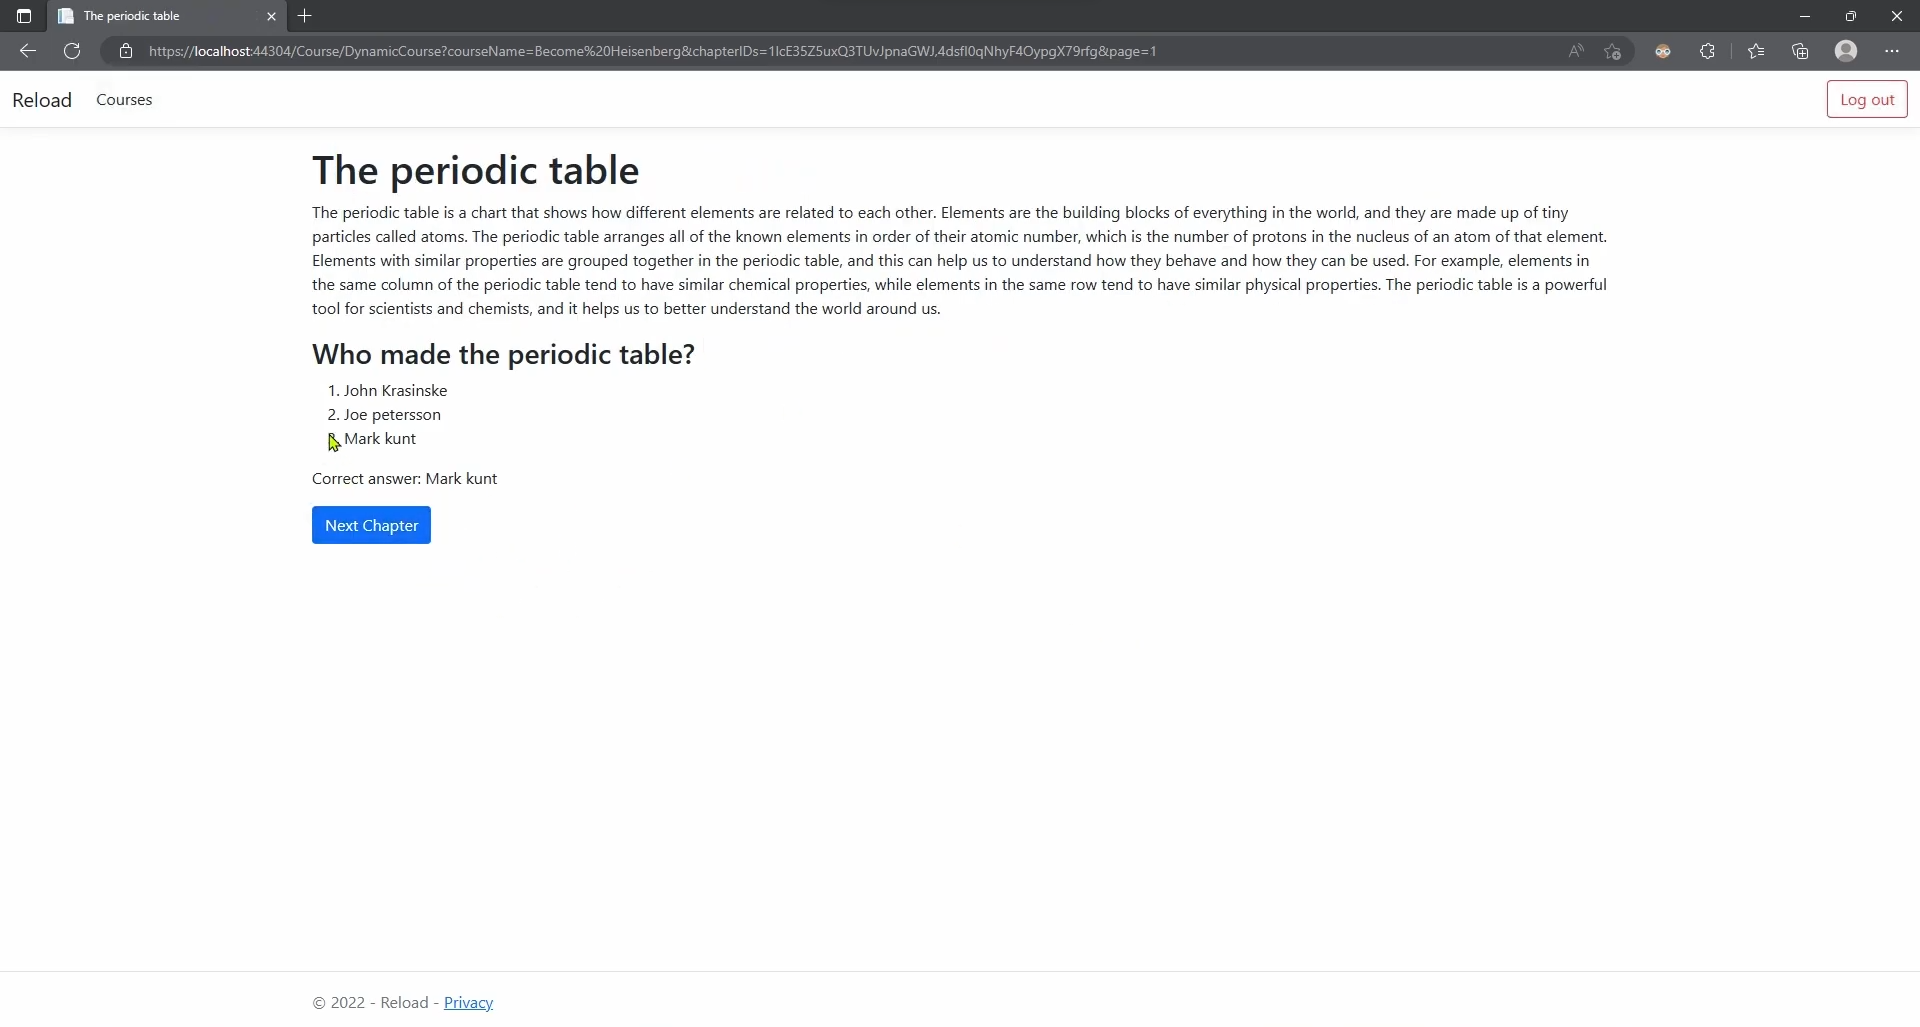 The periodic table
https://localhost:44304/Course/DynamicCourse?courseName=Become%20Heisenberg&chapterIDs=1lcE35Z5uxQ3TUvJpnaGWJ,4dsfl0qNhyF4OypgX79rfg&page=1
Reload Courses Log out
The periodic table
The periodic table is a chart that shows how different elements are related to each other. Elements are the building blocks of everything in the world, and they are made up of tiny
particles called atoms. The periodic table arranges all of the known elements in order of their atomic number, which is the number of protons in the nucleus of an atom of that element.
Elements with similar properties are grouped together in the periodic table, and this can help us to understand how they behave and how they can be used. For example, elements in
the same column of the periodic table tend to have similar chemical properties, while elements in the same row tend to have similar physical properties. The periodic table is a powerful
tool for scientists and chemists, and it helps us to better understand the world around us.
Who made the periodic table?
1. John Krasinske
2. Joe petersson
Mark kunt
Correct answer: Mark kunt
Next Chapter
© 2022 - Reload - Privacy